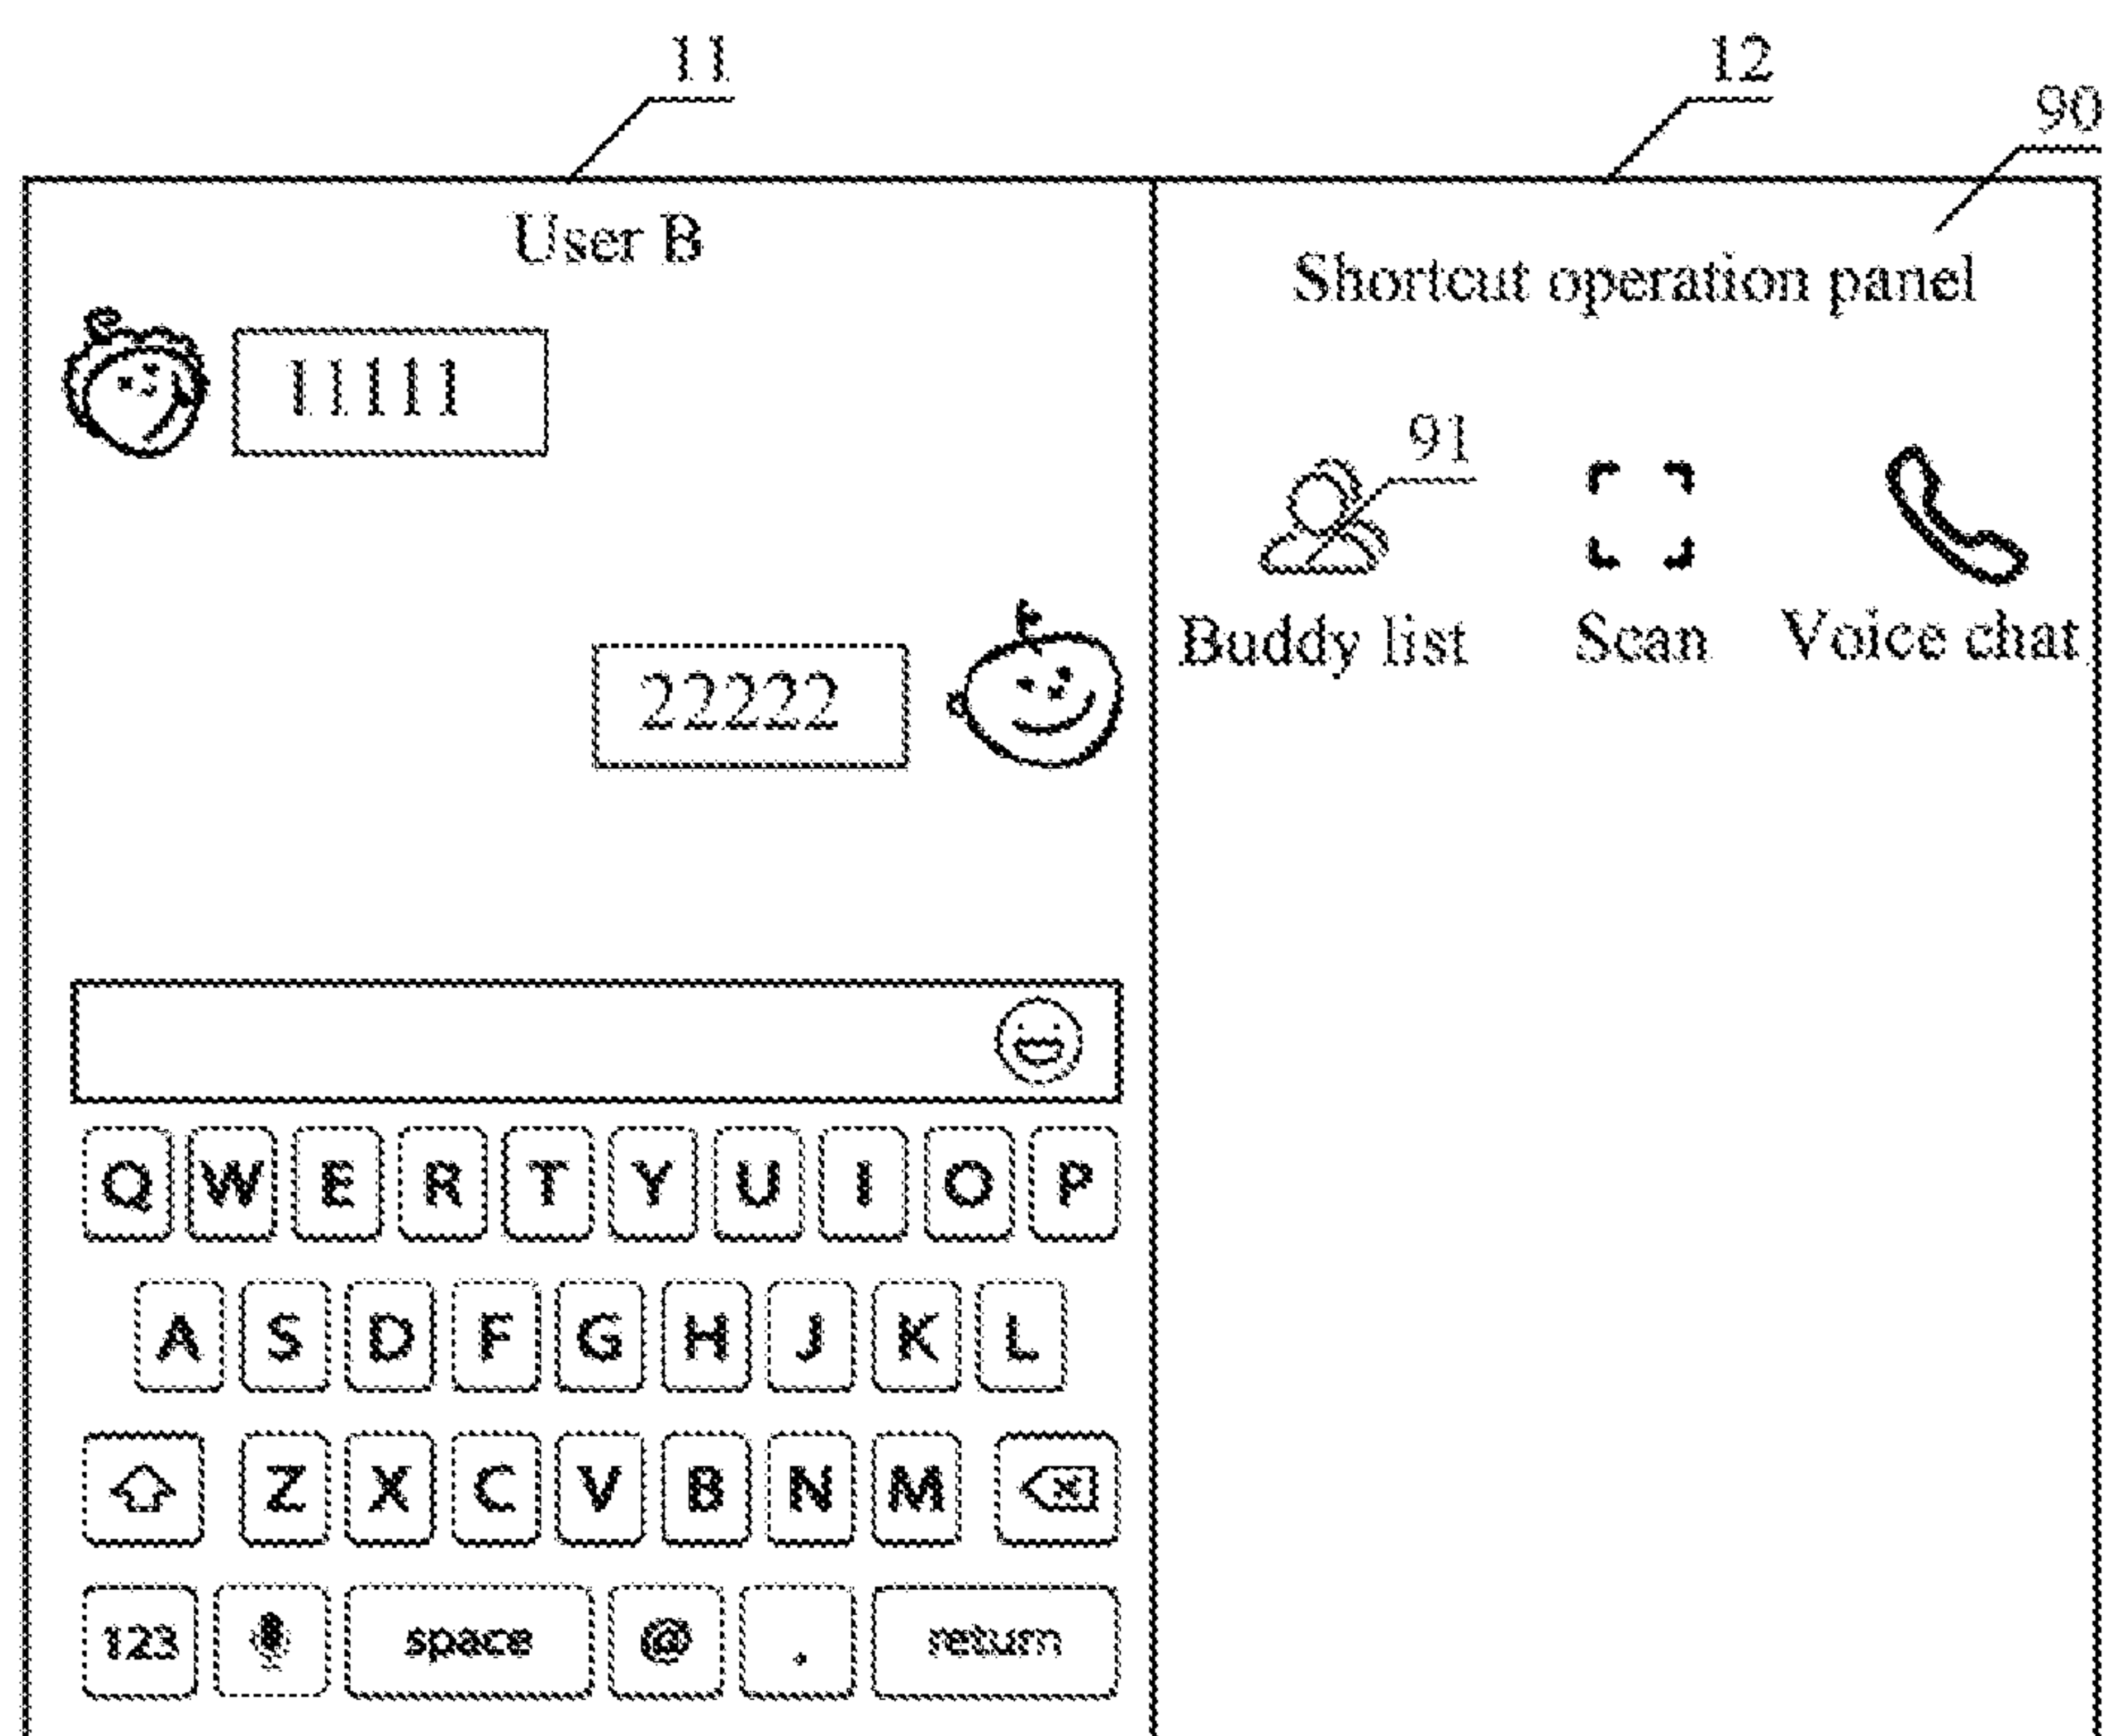 11
12
90
User B
Shortcut operation panel
11111
91
Buddy list
Scan
Voice chat
22222
Q W E R T Y U I O P
A S D F G H J K L
Z X C V B N M
123 space @ . return